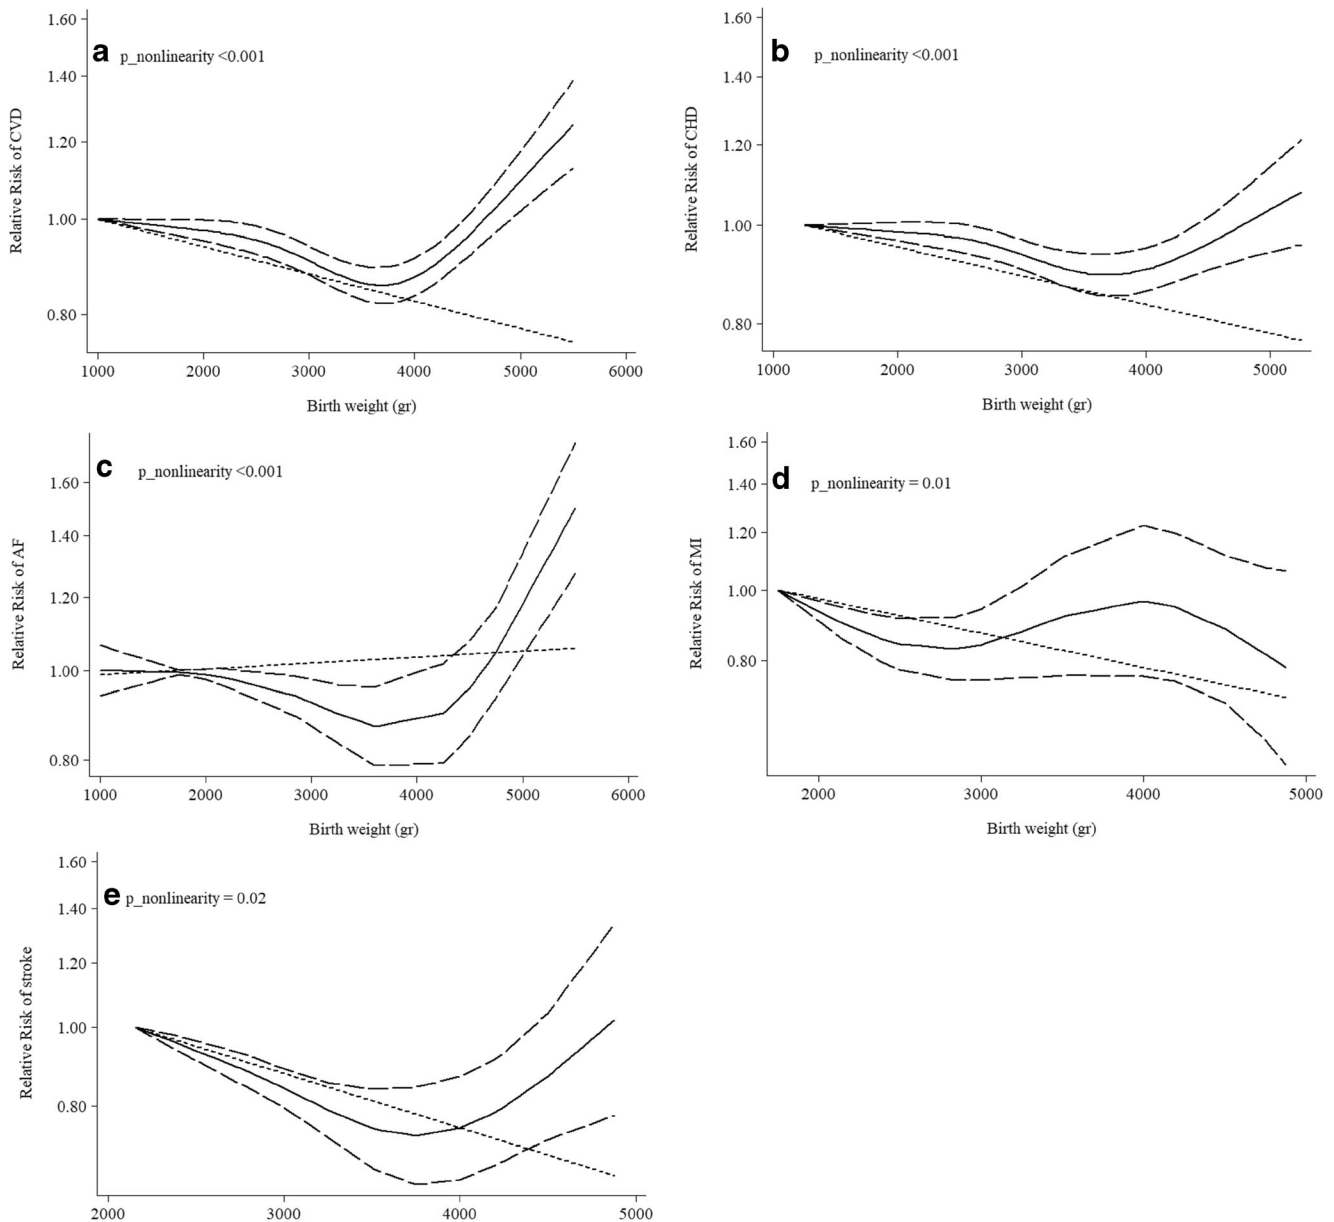 a
p_nonlinearity <0.001
Relative Risk of CVD
1.60
1.40
1.20
1.00
0.80
1000 2000 3000 4000 5000 6000
Birth weight (gr)
b
p_nonlinearity <0.001
Relative Risk of CHD
1.60
1.40
1.20
1.00
0.80
1000 2000 3000 4000 5000
Birth weight (gr)
c
p_nonlinearity <0.001
Relative Risk of AF
1.60
1.40
1.20
1.00
0.80
1000 2000 3000 4000 5000 6000
Birth weight (gr)
d
p_nonlinearity = 0.01
Relative Risk of MI
1.60
1.40
1.20
1.00
0.80
2000 3000 4000 5000
Birth weight (gr)
e
p_nonlinearity = 0.02
Relative Risk of stroke
1.60
1.40
1.20
1.00
0.80
2000 3000 4000 5000